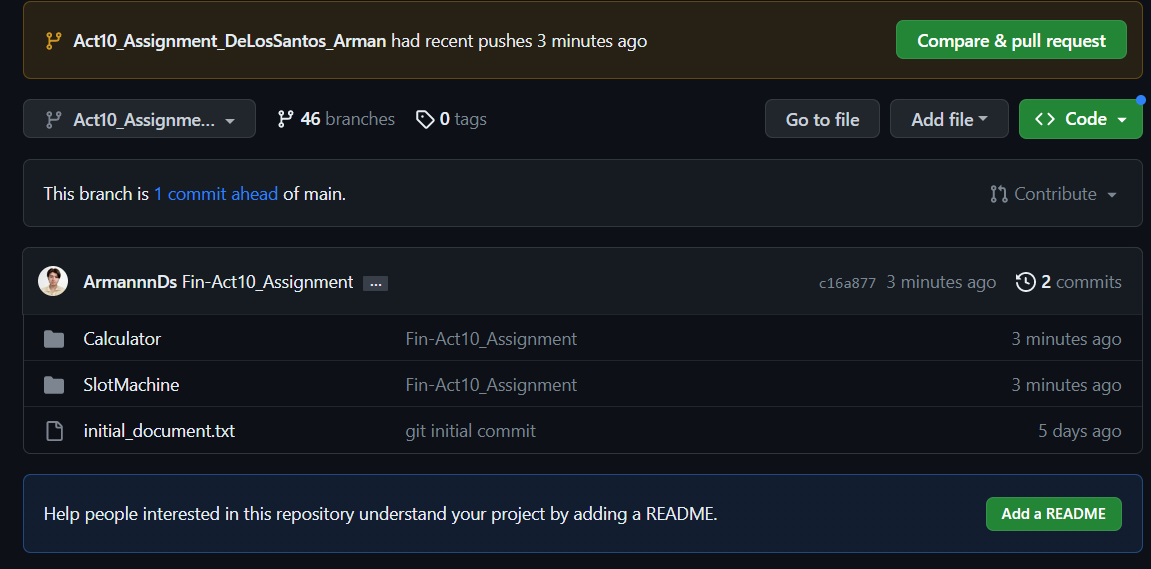 Act10_Assignment_DeLosSantos_Arman had recent pushes 3 minutes ago
Compare & pull request
Act10_Assignme...
46 branches
0 tags
Go to file
Add file
<> Code
This branch is 1 commit ahead of main.
Contribute
ArmannnDs Fin-Act10_Assignment ...
c16a877 3 minutes ago
2 commits
Calculator Fin-Act10_Assignment 3 minutes ago
SlotMachine Fin-Act10_Assignment 3 minutes ago
initial_document.txt git initial commit 5 days ago
Help people interested in this repository understand your project by adding a README.
Add a README